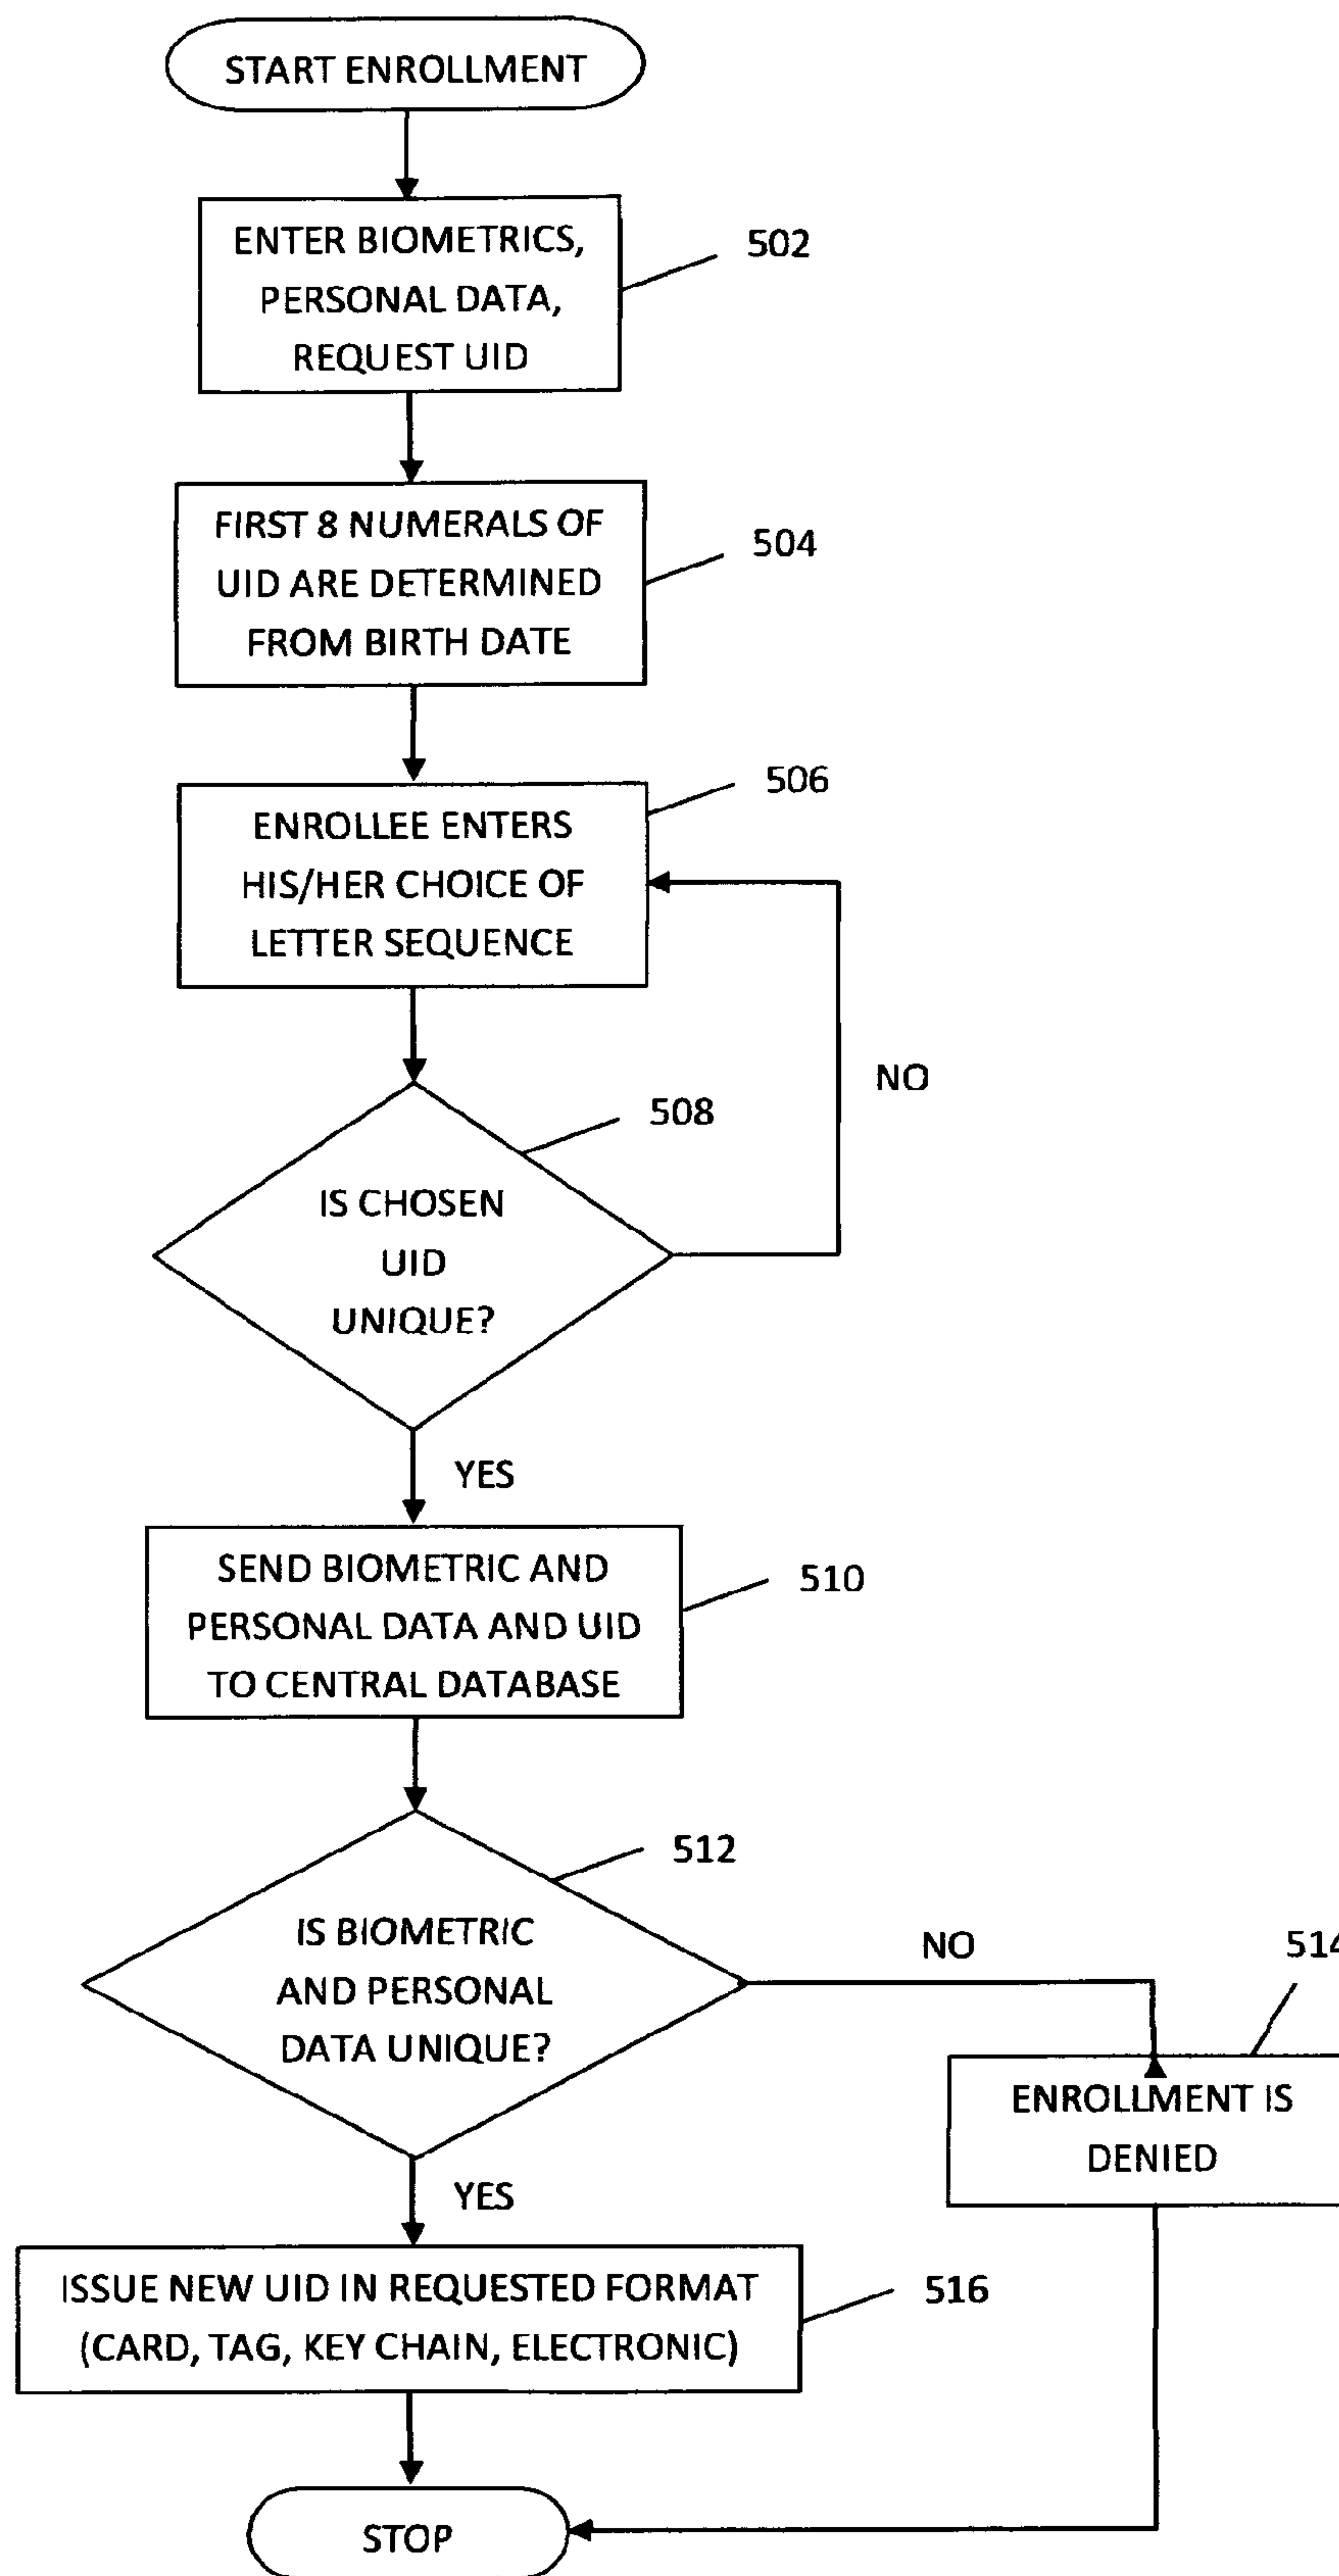 START ENROLLMENT
ENTER BIOMETRICS,
PERSONAL DATA,
REQUEST UID
502
FIRST 8 NUMERALS OF
UID ARE DETERMINED
FROM BIRTH DATE
504
506
ENROLLEE ENTERS
HIS/HER CHOICE OF
LETTER SEQUENCE
NO
508
IS CHOSEN
UID
UNIQUE?
YES
SEND BIOMETRIC AND
PERSONAL DATA AND UID
TO CENTRAL DATABASE
510
512
IS BIOMETRIC
AND PERSONAL
DATA UNIQUE?
NO
514
ENROLLMENT IS
DENIED
YES
ISSUE NEW UID IN REQUESTED FORMAT
(CARD, TAG, KEY CHAIN, ELECTRONIC)
516
STOP